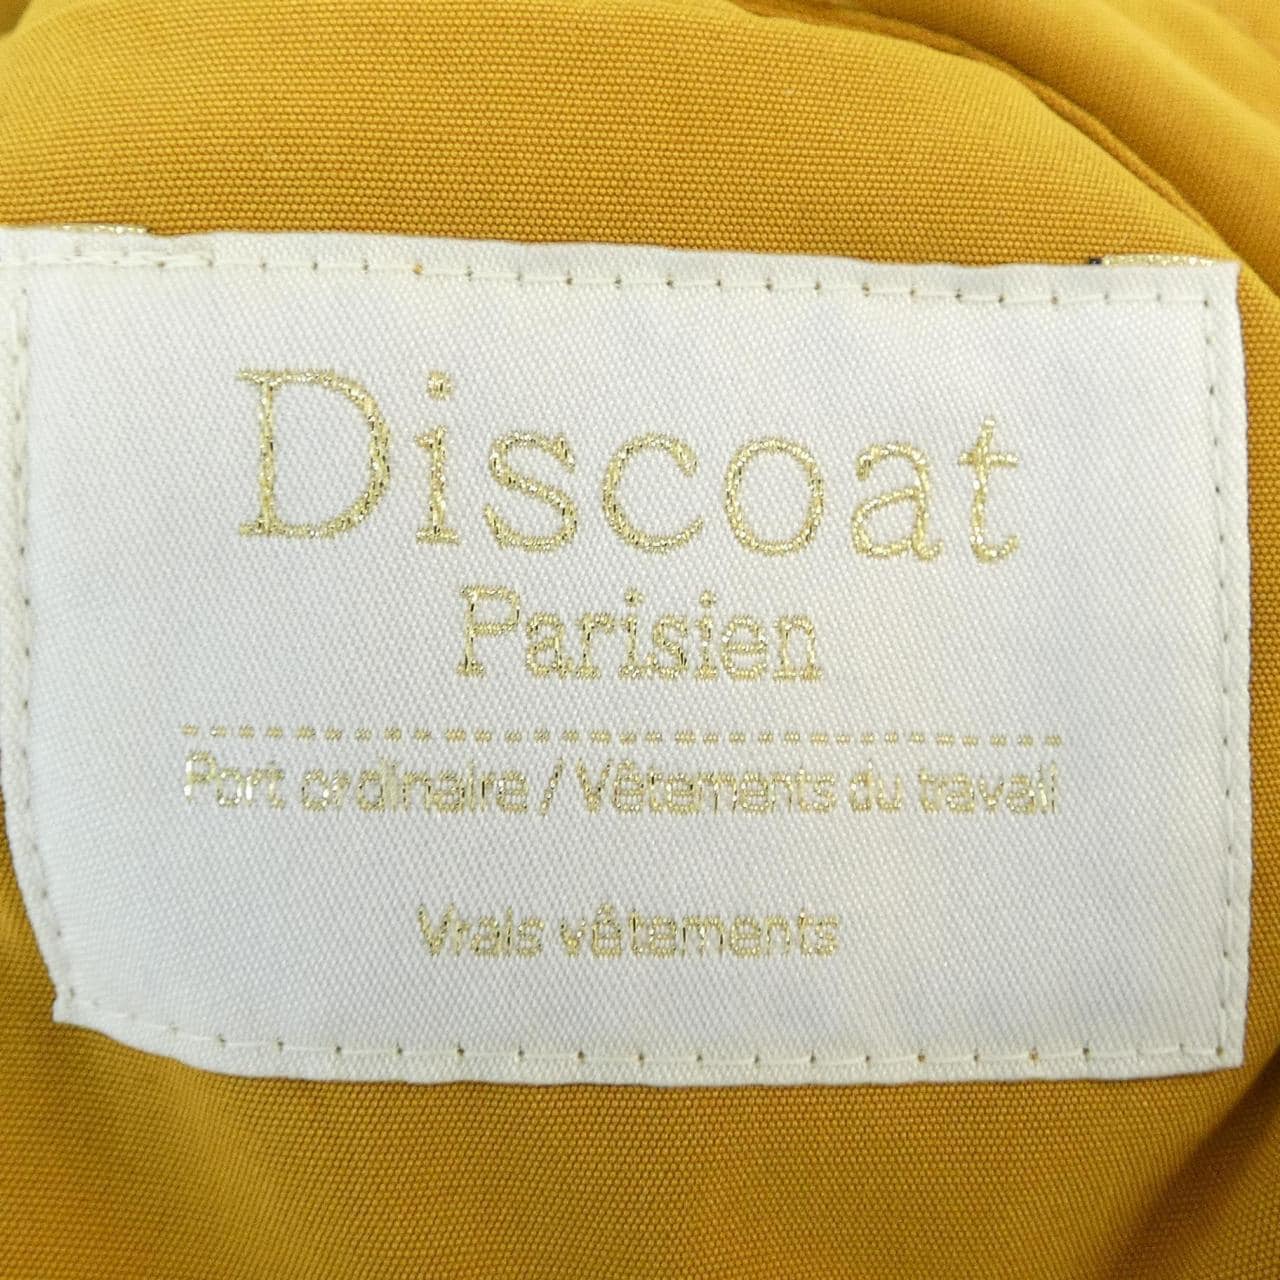 Discoat
Parisien
Port ordinaire / Vêtements du travail
Vrais vêtements